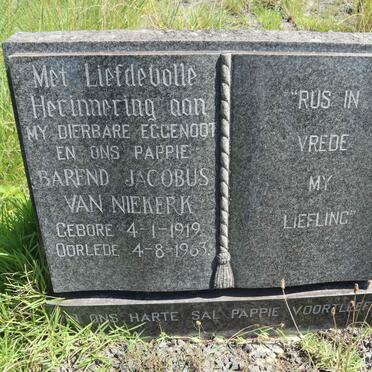 Met Liefdevolle
Herinnering aan
MY DIERBARE EGGENOOT
EN ONS PAPPIE
BAREND JACOBUS
VAN NIEKERK
GEBORE 4-1-1919.
OORLEDE 4-8-1963.
"RUS IN
VREDE
MY
LIEFLING"
ONS HARTE SAL PAPPIE